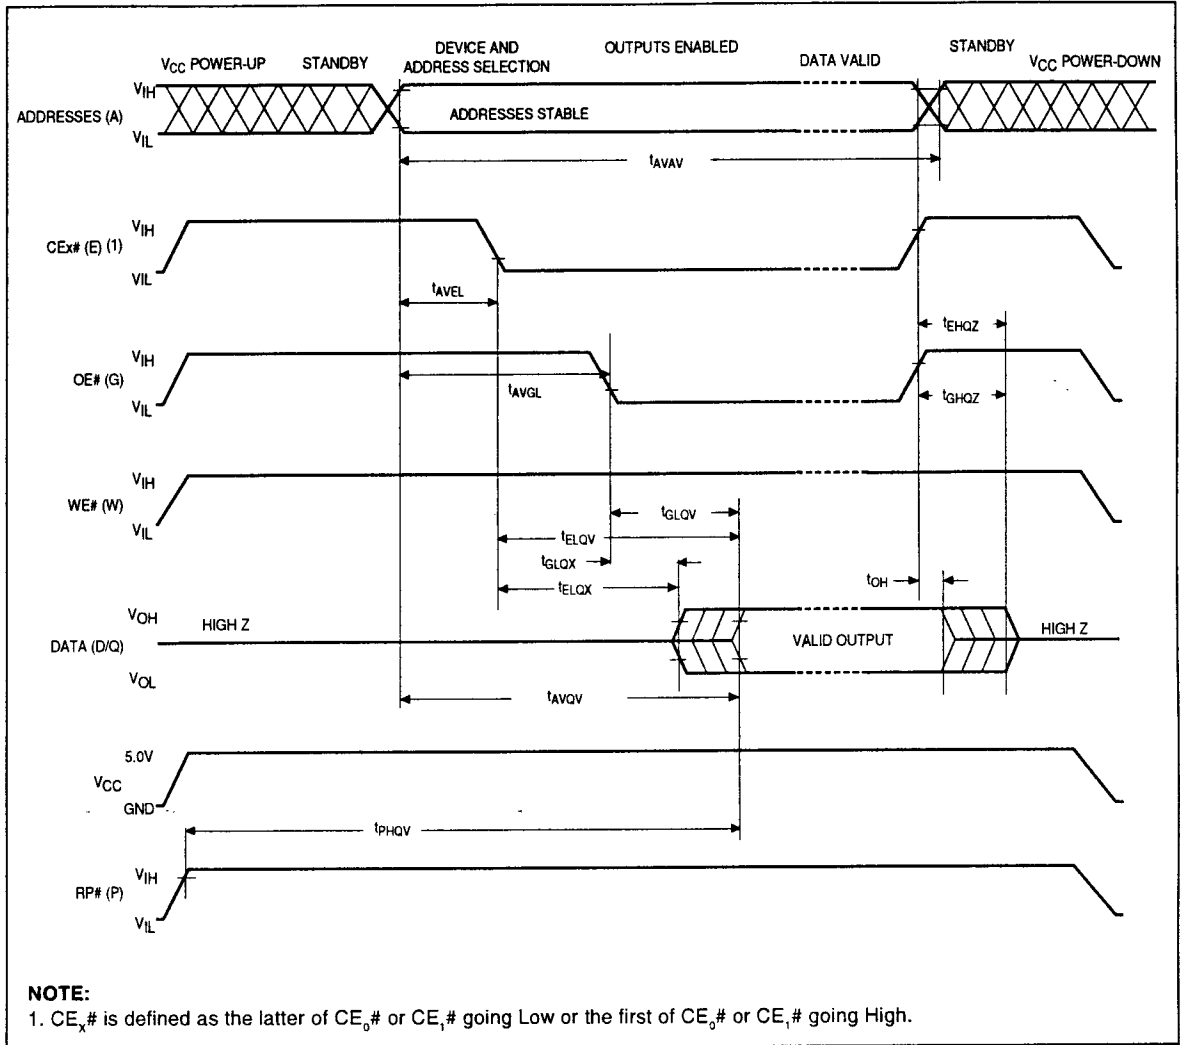 DEVICE AND OUTPUTS ENABLED STANDBY
VCC POWER-UP STANDBY ADDRESS SELECTION DATA VALID VCC POWER-DOWN
VIH
ADDRESSES (A) ADDRESSES STABLE
VIL
tAVAV
VIH
CEx# (E) (1)
VIL
tAVEL
tEHQZ
VIH
OE# (G)
tAVGL
tGHQZ
VIL
VIH
WE# (W)
tGLQV
VIL
tELQV
tGLQX
tOH
tELQX
VOH
HIGH Z HIGH Z
DATA (D/Q) VALID OUTPUT
VOL
tAVQV
5.0V
VCC
GND
tPHQV
VIH
RP# (P)
VIL
NOTE:
1. CEx# is defined as the latter of CE0# or CE1# going Low or the first of CE0# or CE1# going High.